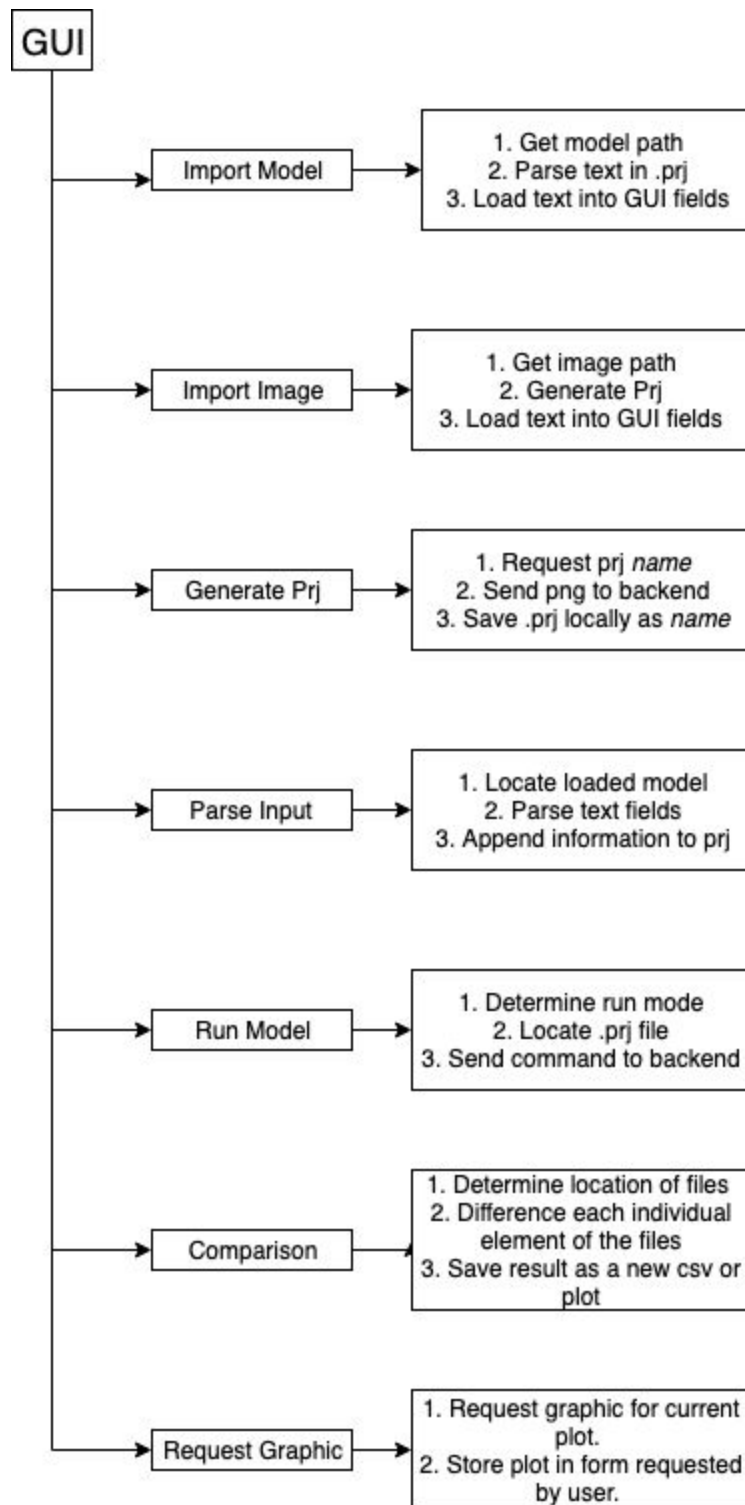 GUI
Import Model
1. Get model path
2. Parse text in .prj
3. Load text into GUI fields
Import Image
1. Get image path
2. Generate Prj
3. Load text into GUI fields
Generate Prj
1. Request prj name
2. Send png to backend
3. Save .prj locally as name
Parse Input
1. Locate loaded model
2. Parse text fields
3. Append information to prj
Run Model
1. Determine run mode
2. Locate .prj file
3. Send command to backend
Comparison
1. Determine location of files
2. Difference each individual
element of the files
3. Save result as a new csv or
plot
Request Graphic
1. Request graphic for current
plot.
2. Store plot in form requested
by user.